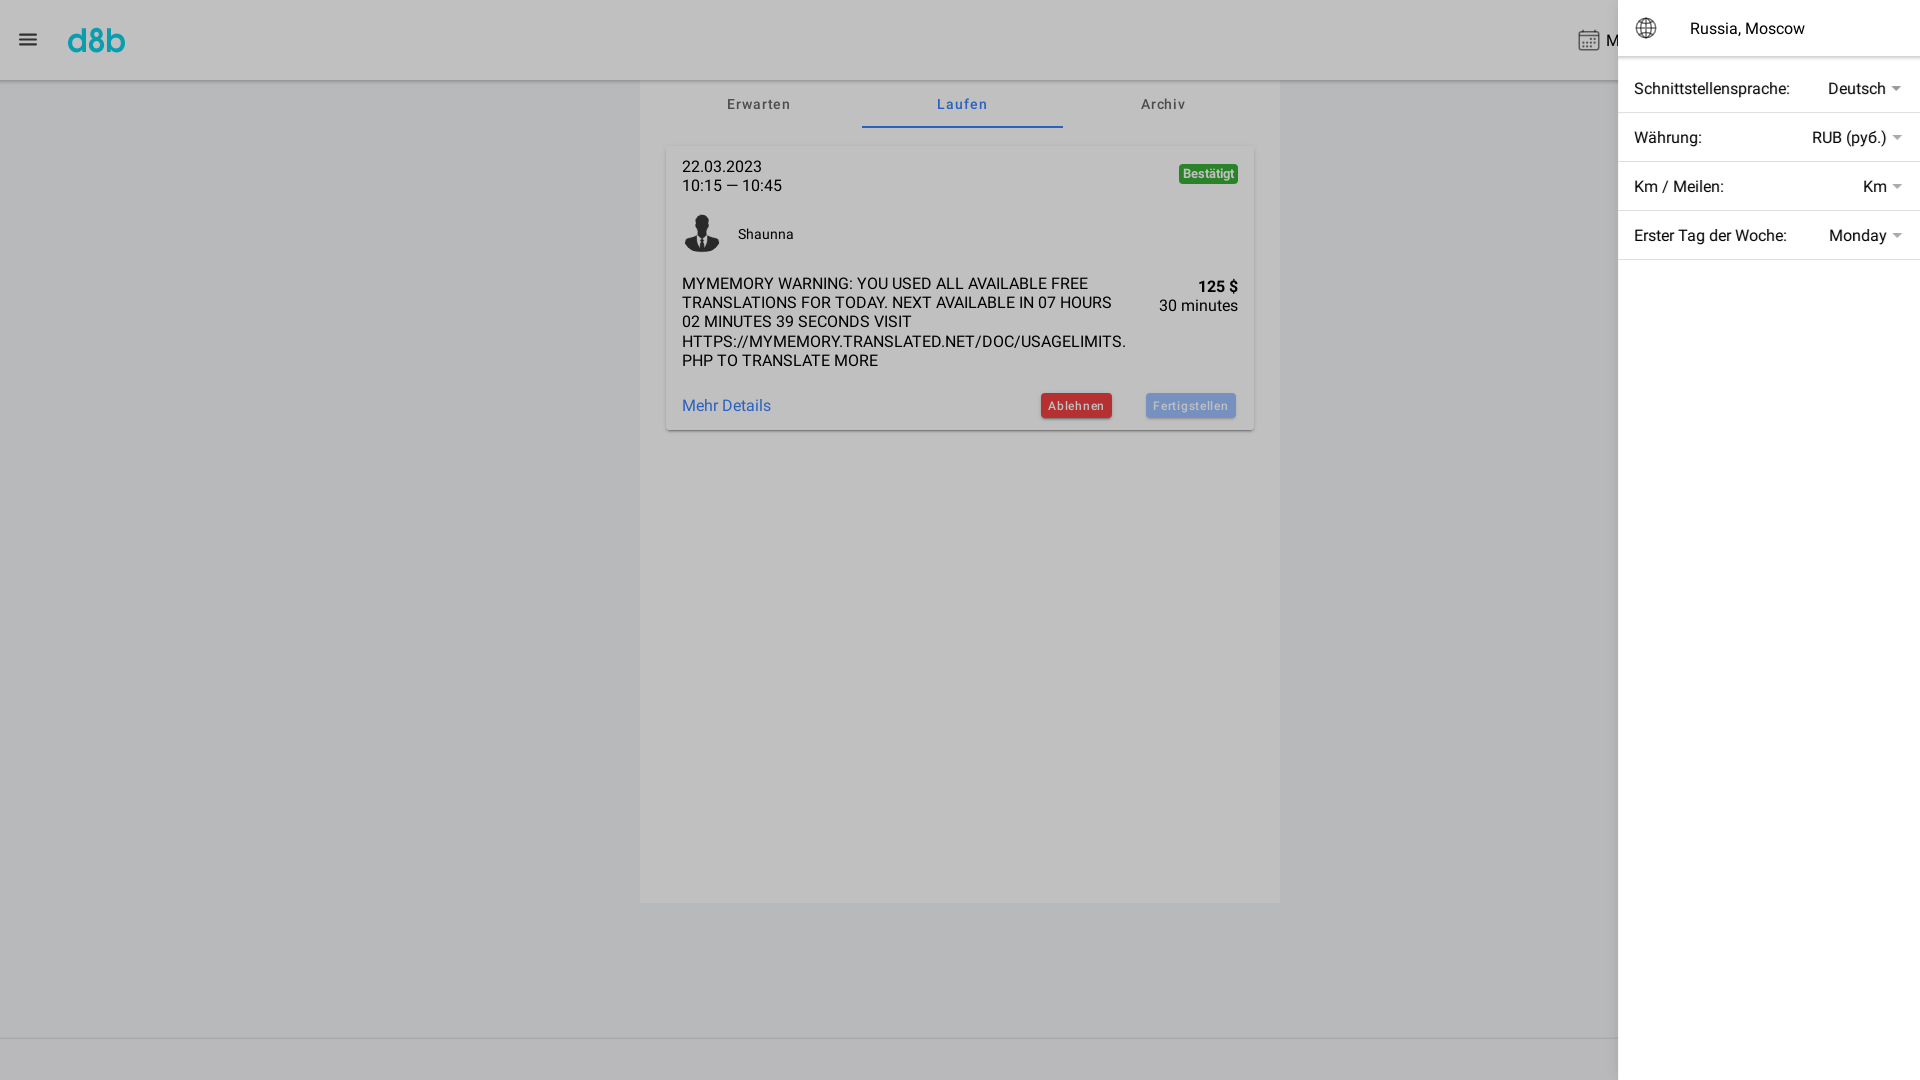 d8b
M
Russia, Moscow
Schnittstellensprache: Deutsch
Währung: RUB (руб.)
Km / Meilen: Km
Erster Tag der Woche: Monday
Erwarten Laufen Archiv
22.03.2023
10:15 — 10:45
Bestätigt
Shaunna
MYMEMORY WARNING: YOU USED ALL AVAILABLE FREE
TRANSLATIONS FOR TODAY. NEXT AVAILABLE IN 07 HOURS
02 MINUTES 39 SECONDS VISIT
HTTPS://MYMEMORY.TRANSLATED.NET/DOC/USAGELIMITS.
PHP TO TRANSLATE MORE
125 $
30 minutes
Mehr Details Ablehnen Fertigstellen